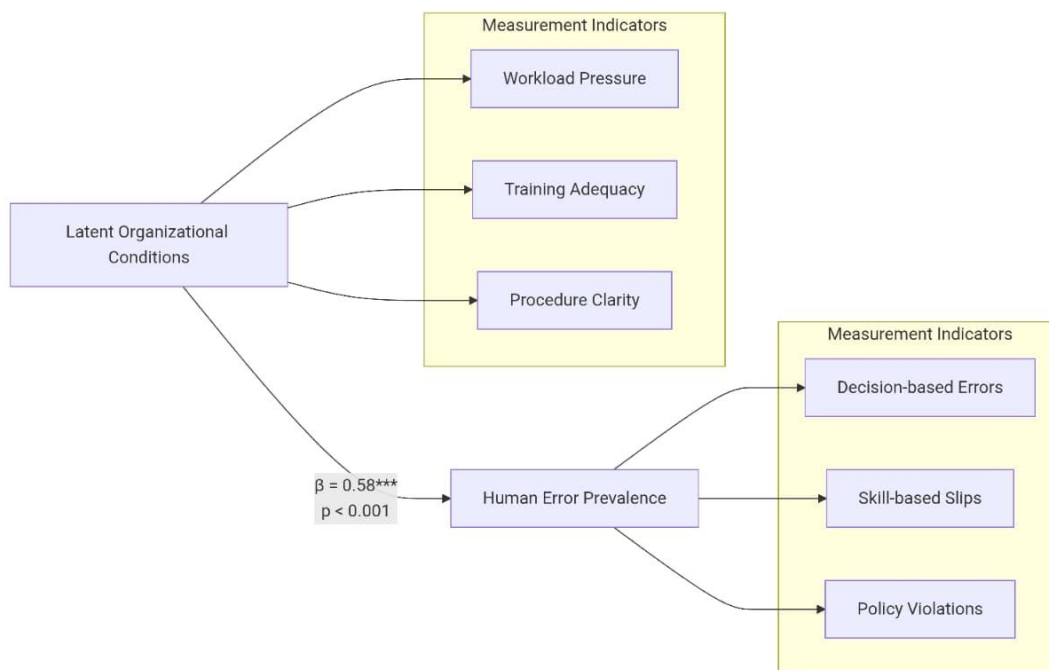 Measurement Indicators
Workload Pressure
Training Adequacy
Latent Organizational
Conditions
Procedure Clarity
Measurement Indicators
Decision-based Errors
β = 0.58***
p < 0.001
Human Error Prevalence
Skill-based Slips
Policy Violations